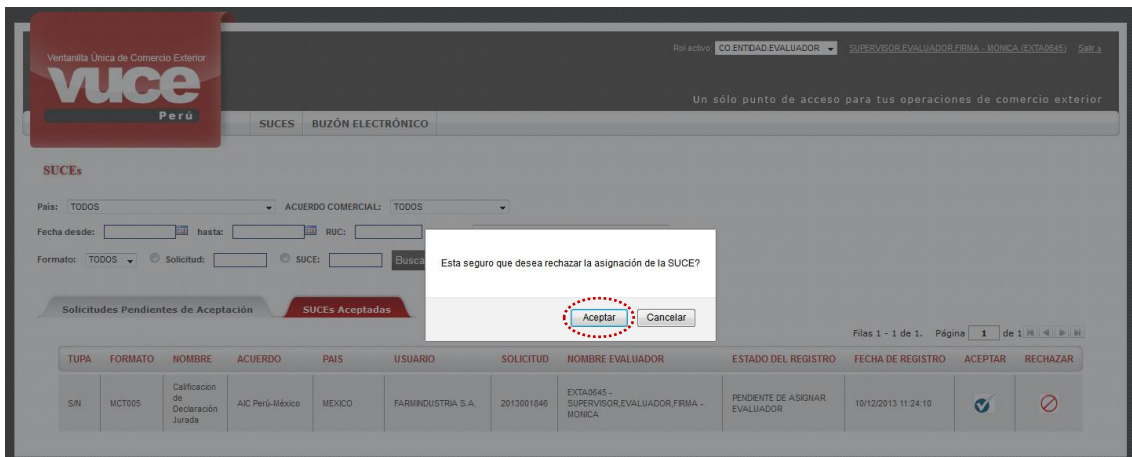 Ventanilla Única de Comercio Exterior
vuce
Perú
Rol activo: CO.ENTIDAD.EVALUADOR SUPERVISOR,EVALUADOR,FIRMA - MONICA (EXTA0645) Salir »
Un sólo punto de acceso para tus operaciones de comercio exterior
SUCES BUZÓN ELECTRÓNICO
SUCEs
Pais: TODOS ACUERDO COMERCIAL: TODOS
Fecha desde: hasta: RUC:
Formato: TODOS Solicitud: SUCE: Busca
Esta seguro que desea rechazar la asignación de la SUCE?
Aceptar Cancelar
Solicitudes Pendientes de Aceptación SUCEs Aceptadas
Filas 1 - 1 de 1. Página 1 de 1
TUPA FORMATO NOMBRE ACUERDO PAIS USUARIO SOLICITUD NOMBRE EVALUADOR ESTADO DEL REGISTRO FECHA DE REGISTRO ACEPTAR RECHAZAR
S/N MCT005 Calificacion de Declaración Jurada AIC Perú-México MEXICO FARMINDUSTRIA S.A. 2013001846 EXTA0645 - SUPERVISOR,EVALUADOR,FIRMA - MONICA PENDIENTE DE ASIGNAR EVALUADOR 10/12/2013 11:24:10